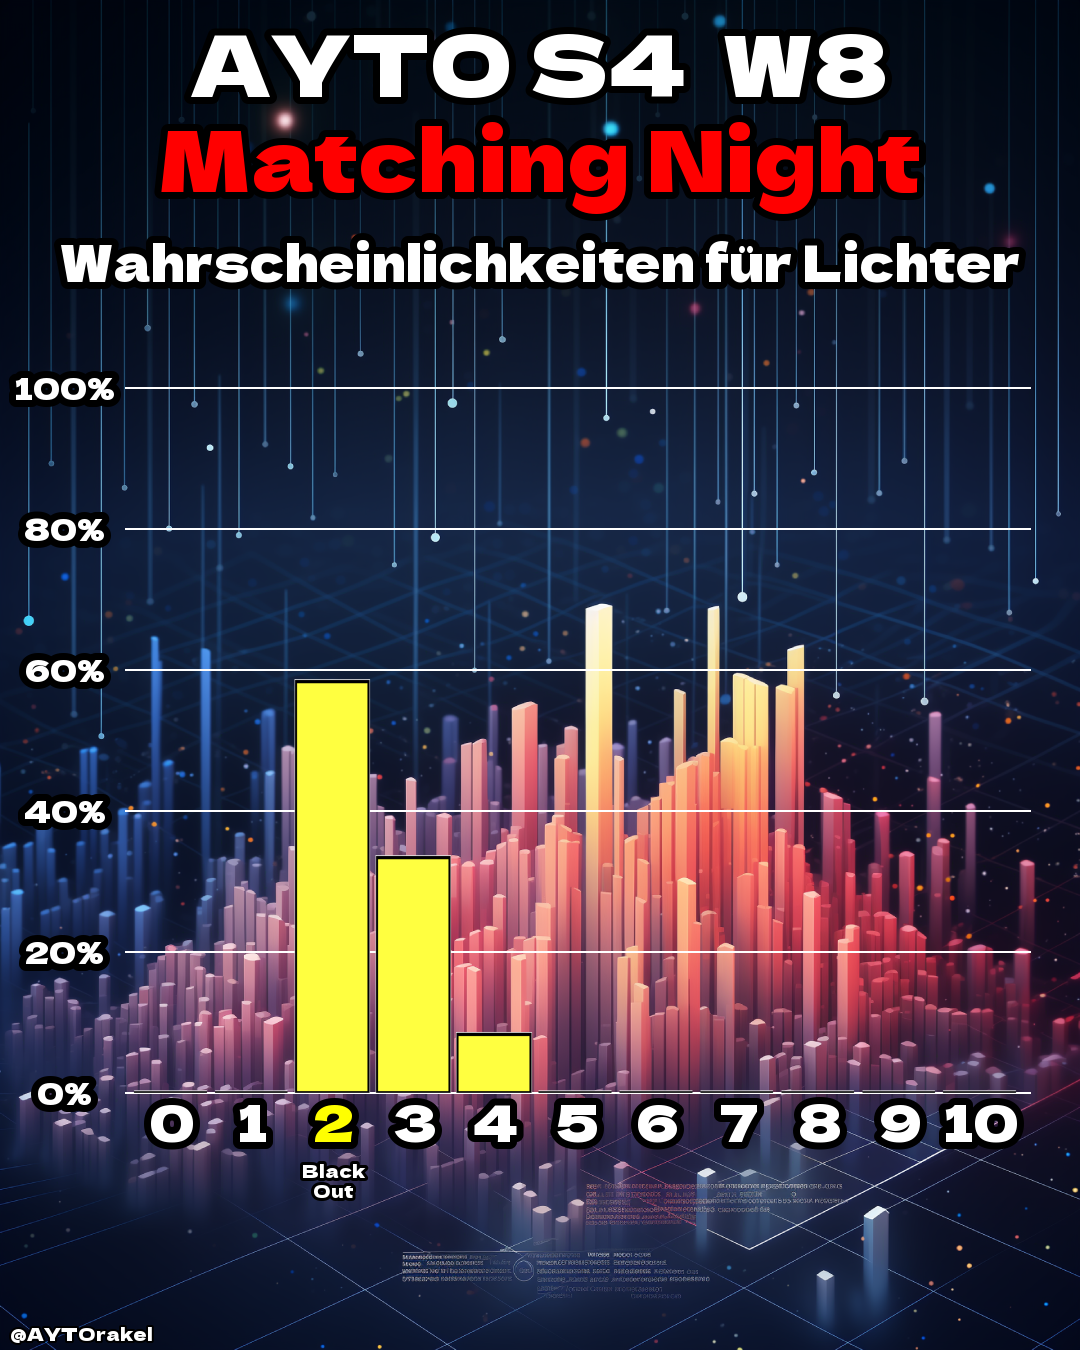 AYTO S4 W8
Matching Night
Wahrscheinlichkeiten für Lichter
100%
80%
60%
40%
20%
0%
0 1 2 3 4 5 6 7 8 9 10
Black
Out
@AYTOrakel